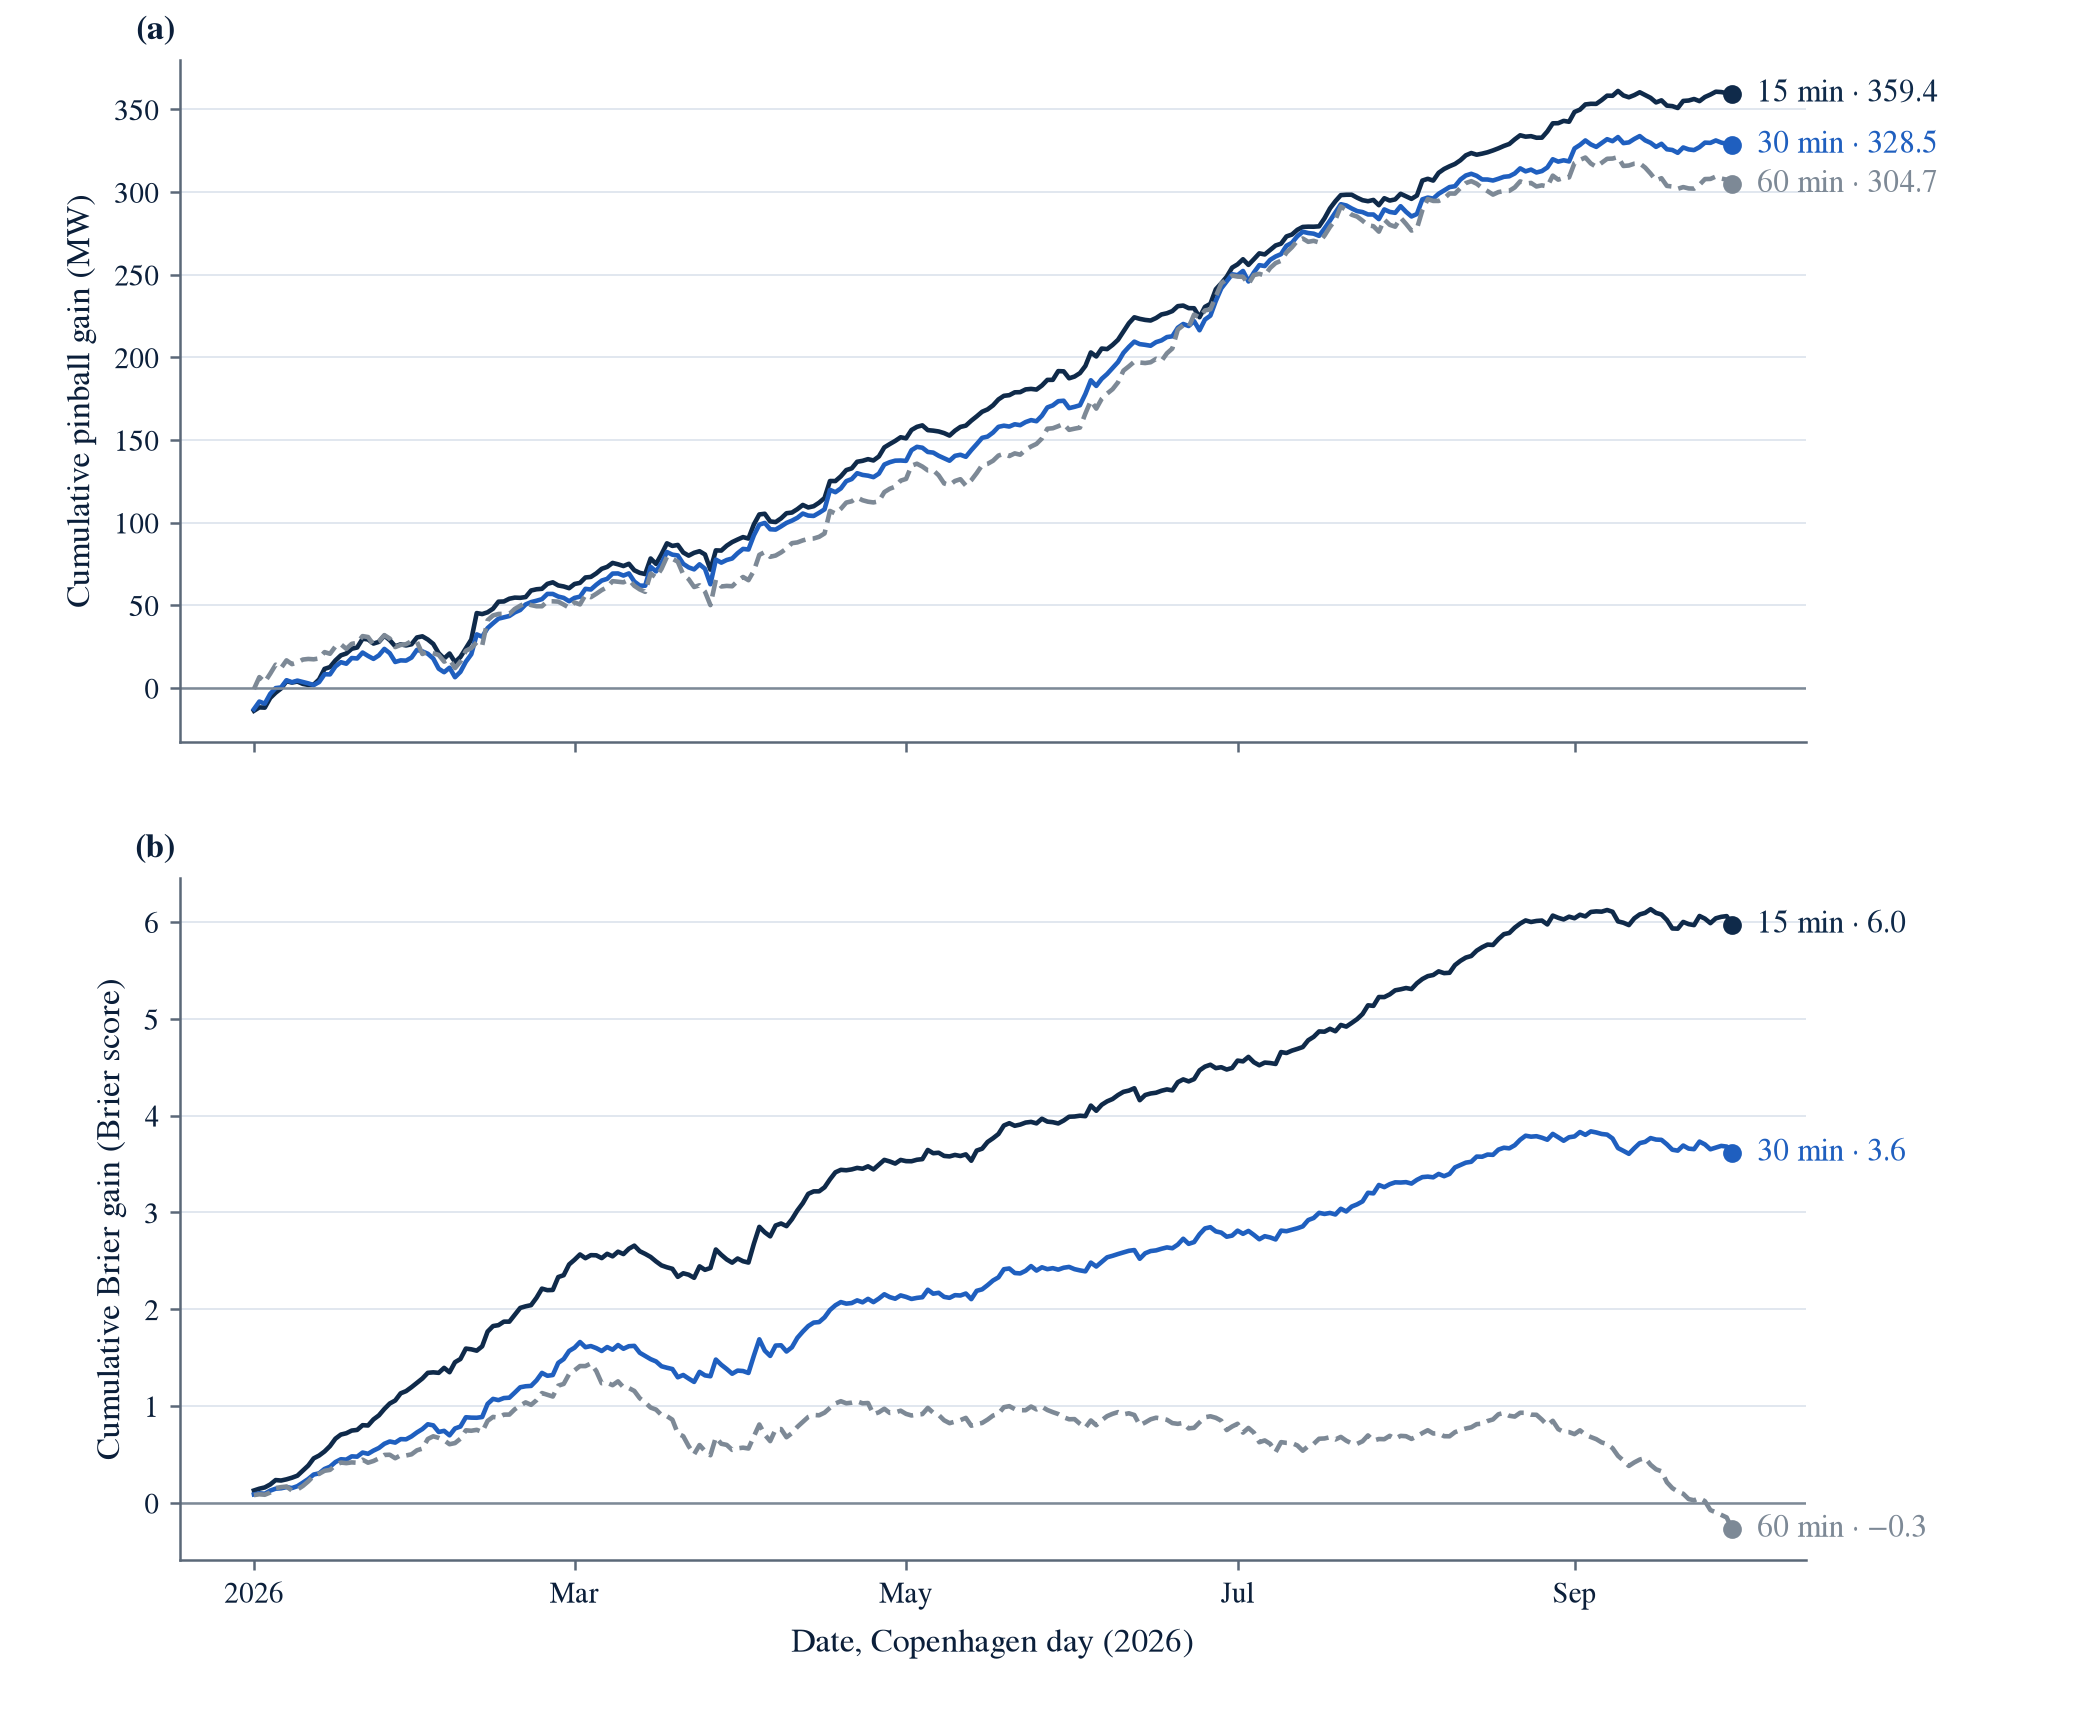 (a)
Cumulative pinball gain (MW)
350
300
250
200
150
100
50
0
15 min · 359.4
30 min · 328.5
60 min · 304.7
(b)
Cumulative Brier gain (Brier score)
6
5
4
3
2
1
0
15 min · 6.0
30 min · 3.6
60 min · −0.3
2026
Mar
May
Jul
Sep
Date, Copenhagen day (2026)